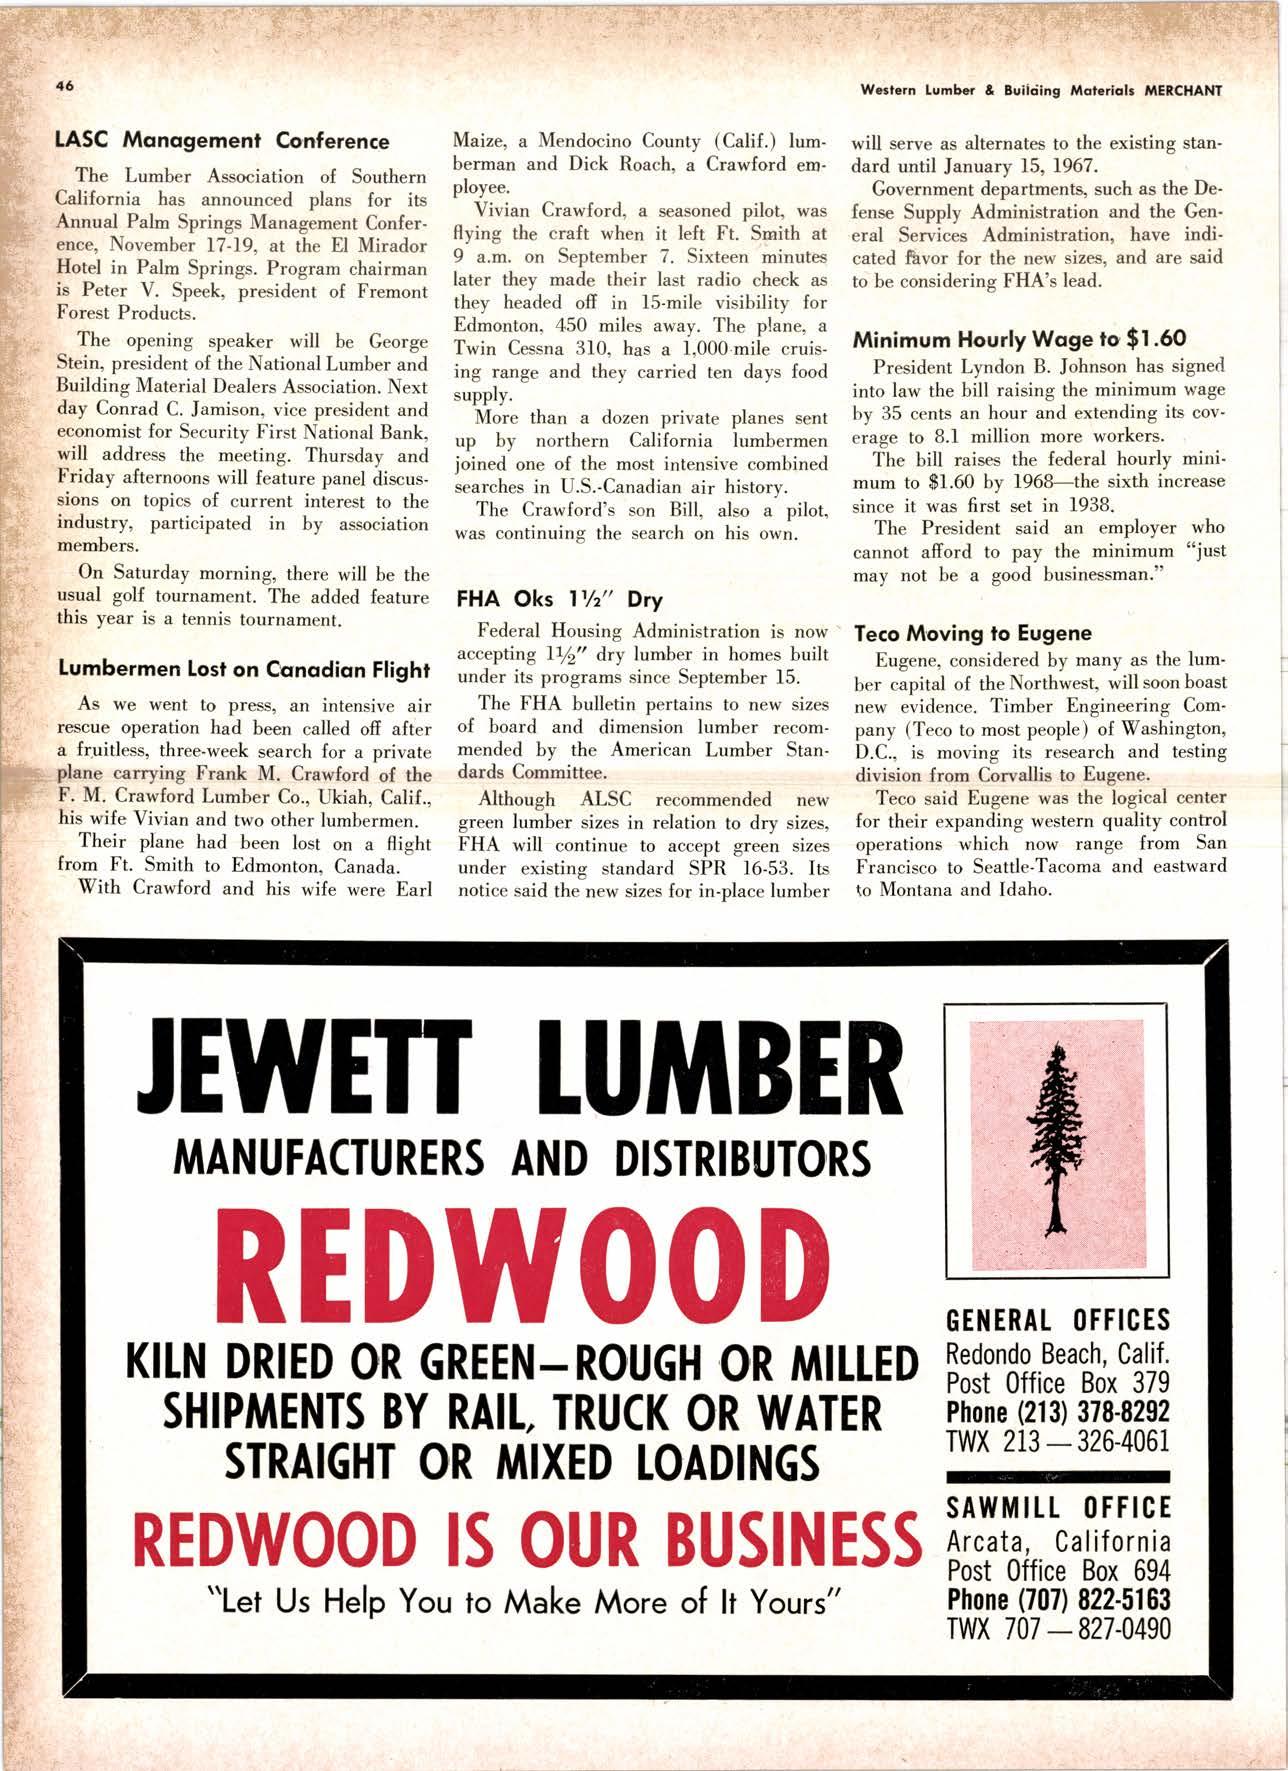 46
Western Lumber & Building Materials MERCHANT
LASC Management Conference
The Lumber Association of Southern
California has announced plans for its
Annual Palm Springs Management Confer-
ence, November 17-19, at the El Mirador
Hotel in Palm Springs. Program chairman
is Peter V. Speek, president of Fremont
Forest Products.
The opening speaker will be George
Stein, president of the National Lumber and
Building Material Dealers Association. Next
day Conrad C. Jamison, vice president and
economist for Security First National Bank,
will address the meeting. Thursday and
Friday afternoons will feature panel discus-
sions on topics of current interest to the
industry, participated in by association
members.
On Saturday morning, there will be the
usual golf tournament. The added feature
this year is a tennis tournament.
Lumbermen Lost on Canadian Flight
As we went to press, an intensive air
rescue operation had been called off after
a fruitless, three-week search for a private
plane carrying Frank M. Crawford of the
F. M. Crawford Lumber Co., Ukiah, Calif.,
his wife Vivian and two other lumbermen.
Their plane had been lost on a flight
from Ft. Smith to Edmonton, Canada.
With Crawford and his wife were Earl
Maize, a Mendocino County (Calif.) lum-
berman and Dick Roach, a Crawford em-
ployee.
Vivian Crawford, a seasoned pilot, was
flying the craft when it left Ft. Smith at
9 a.m. on September 7. Sixteen minutes
later they made their last radio check as
they headed off in 15-mile visibility for
Edmonton, 450 miles away. The plane, a
Twin Cessna 310, has a 1,000-mile cruis-
ing range and they carried ten days food
supply.
More than a dozen private planes sent
up by northern California lumbermen
joined one of the most intensive combined
searches in U.S.-Canadian air history.
The Crawford's son Bill, also a pilot,
was continuing the search on his own.
FHA Oks 1½" Dry
Federal Housing Administration is now
accepting 1½" dry lumber in homes built
under its programs since September 15.
The FHA bulletin pertains to new sizes
of board and dimension lumber recom-
mended by the American Lumber Stan-
dards Committee.
Although ALSC recommended new
green lumber sizes in relation to dry sizes,
FHA will continue to accept green sizes
under existing standard SPR 16-53. Its
notice said the new sizes for in-place lumber
will serve as alternates to the existing stan-
dard until January 15, 1967.
Government departments, such as the De-
fense Supply Administration and the Gen-
eral Services Administration, have indi-
cated favor for the new sizes, and are said
to be considering FHA's lead.
Minimum Hourly Wage to $1.60
President Lyndon B. Johnson has signed
into law the bill raising the minimum wage
by 35 cents an hour and extending its cov-
erage to 8.1 million more workers.
The bill raises the federal hourly mini-
mum to $1.60 by 1968—the sixth increase
since it was first set in 1938.
The President said an employer who
cannot afford to pay the minimum “just
may not be a good businessman.”
Teco Moving to Eugene
Eugene, considered by many as the lum-
ber capital of the Northwest, will soon boast
new evidence. Timber Engineering Com-
pany (Teco to most people) of Washington,
D.C., is moving its research and testing
division from Corvallis to Eugene.
Teco said Eugene was the logical center
for their expanding western quality control
operations which now range from San
Francisco to Seattle-Tacoma and eastward
to Montana and Idaho.
JEWETT LUMBER
MANUFACTURERS AND DISTRIBUTORS
REDWOOD
KILN DRIED OR GREEN—ROUGH OR MILLED
SHIPMENTS BY RAIL, TRUCK OR WATER
STRAIGHT OR MIXED LOADINGS
REDWOOD IS OUR BUSINESS
"Let Us Help You to Make More of It Yours"
GENERAL OFFICES
Redondo Beach, Calif.
Post Office Box 379
Phone (213) 378-8292
TWX 213 — 326-4061
SAWMILL OFFICE
Arcata, California
Post Office Box 694
Phone (707) 822-5163
TWX 707 — 827-0490